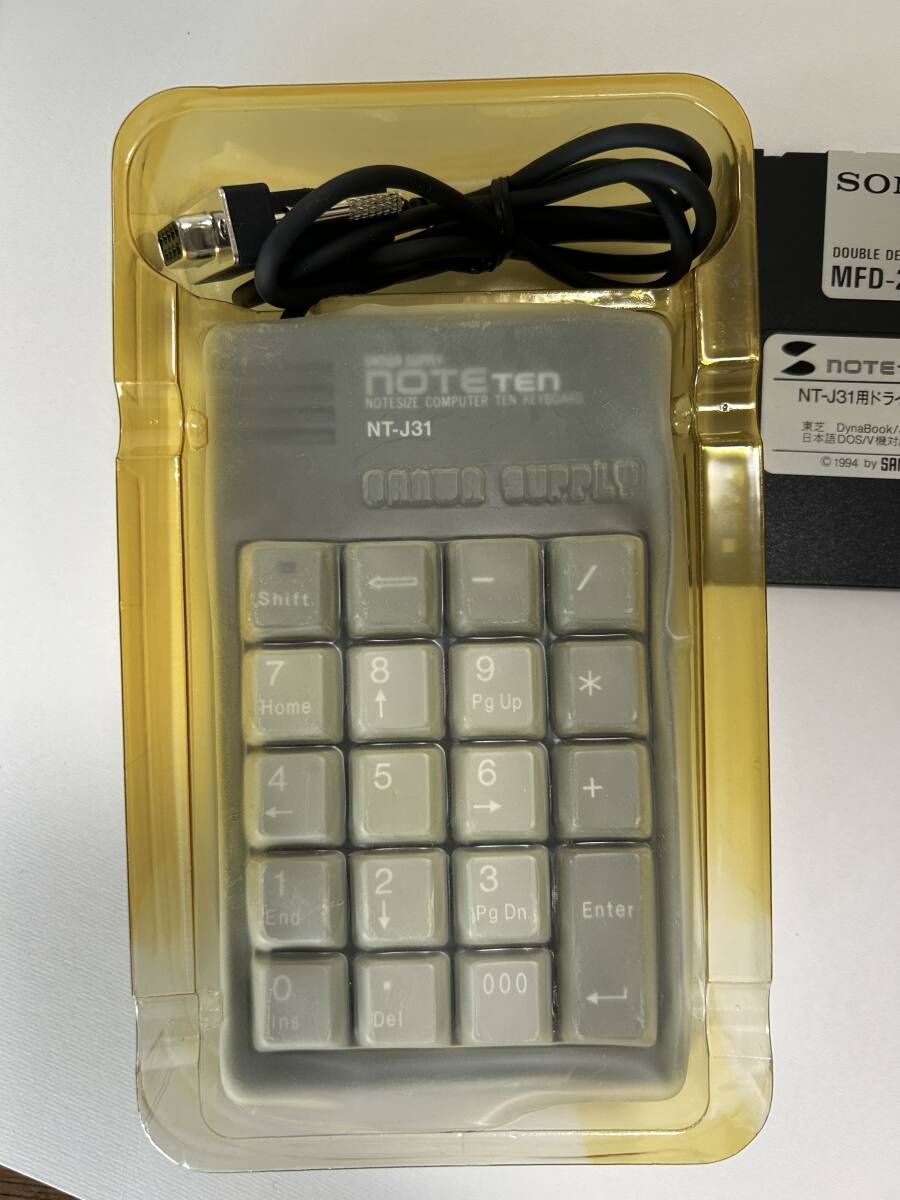 SANWA SUPPLY
NOTE TEN
NOTESIZE COMPUTER TEN KEYBOARD
NT-J31
SANWA SUPPLY
Shift ← - /
7 8 9 *
Home ↑ Pg Up
4 5 6 +
← →
1 2 3 Enter
End ↓ Pg Dn
0 . 000 ↵
Ins Del
DOUBLE DE
MFD-2
NOTE
NT-J31用ドライ
東芝 DynaBook/
日本語DOS/V機対
© 1994 by SAN